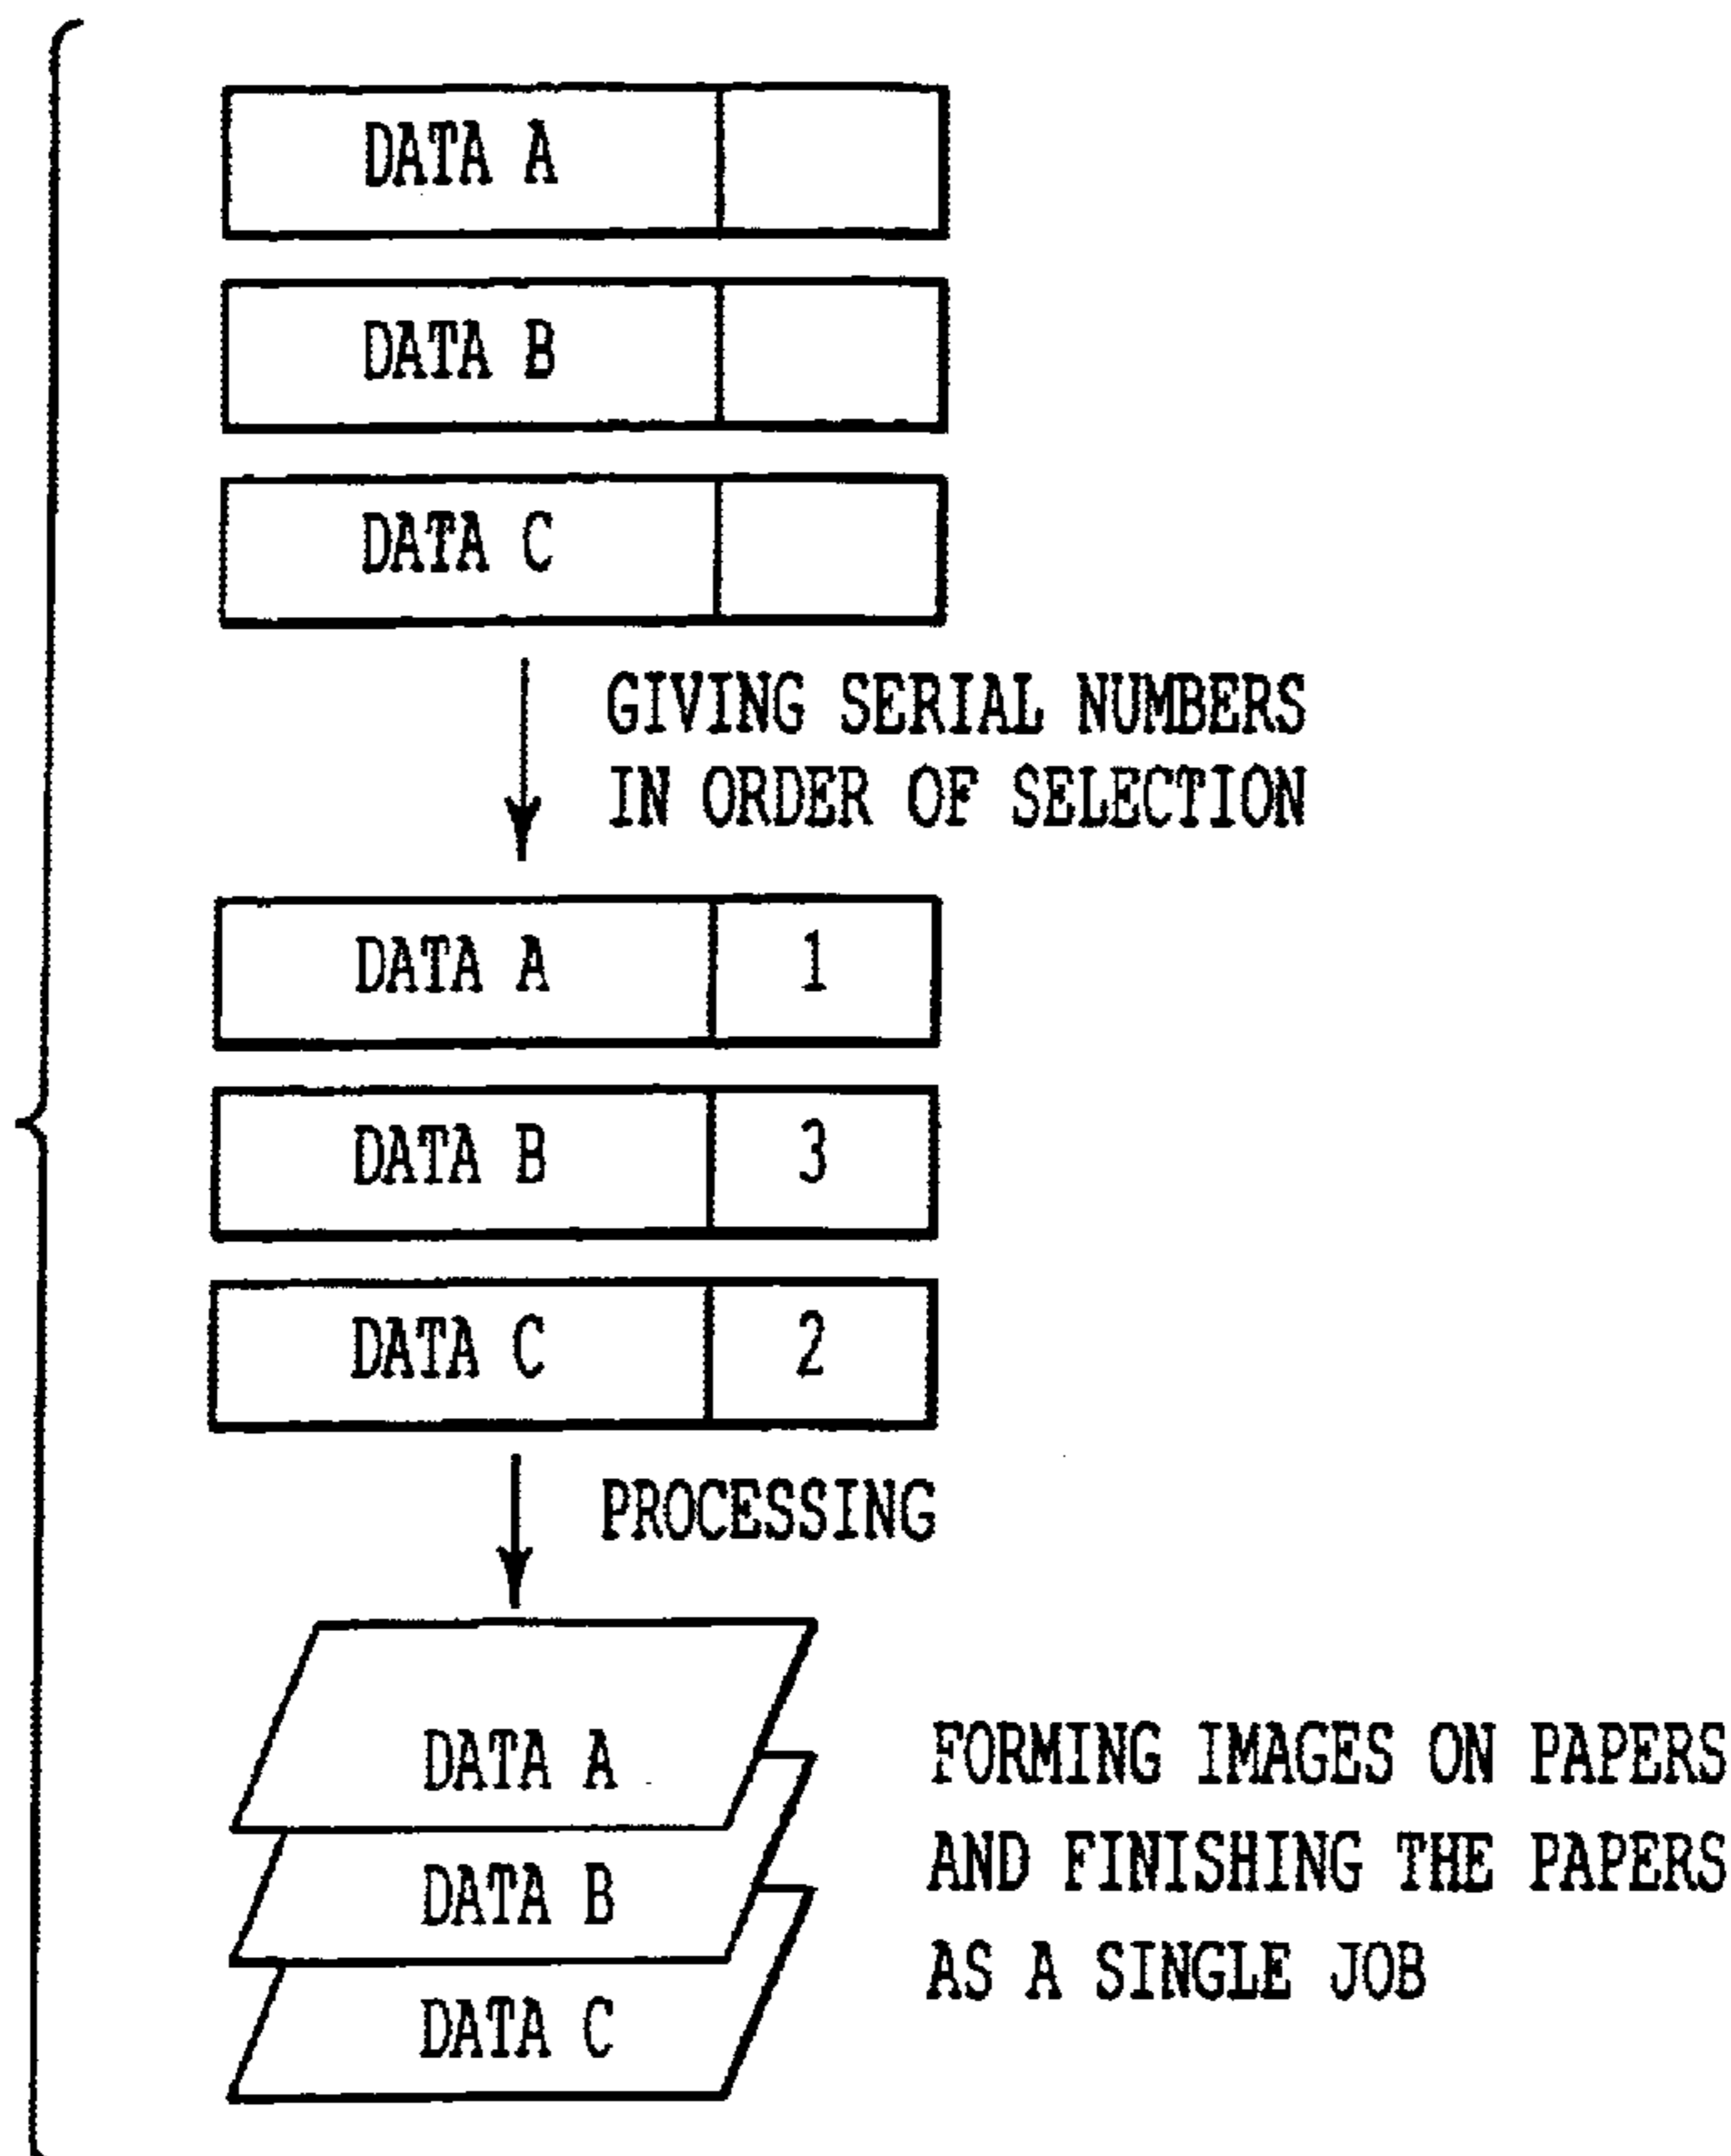 DATA A
DATA B
DATA C
GIVING SERIAL NUMBERS
IN ORDER OF SELECTION
DATA A 1
DATA B 3
DATA C 2
PROCESSING
DATA A
DATA B
DATA C
FORMING IMAGES ON PAPERS
AND FINISHING THE PAPERS
AS A SINGLE JOB